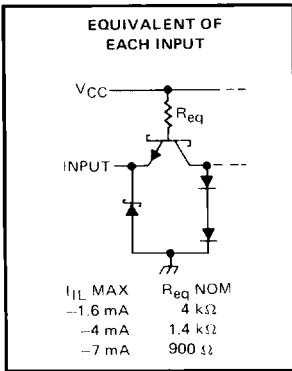 EQUIVALENT OF
EACH INPUT
VCC
Req
INPUT
IIL MAX Req NOM
–1.6 mA 4 kΩ
–4 mA 1.4 kΩ
–7 mA 900 Ω